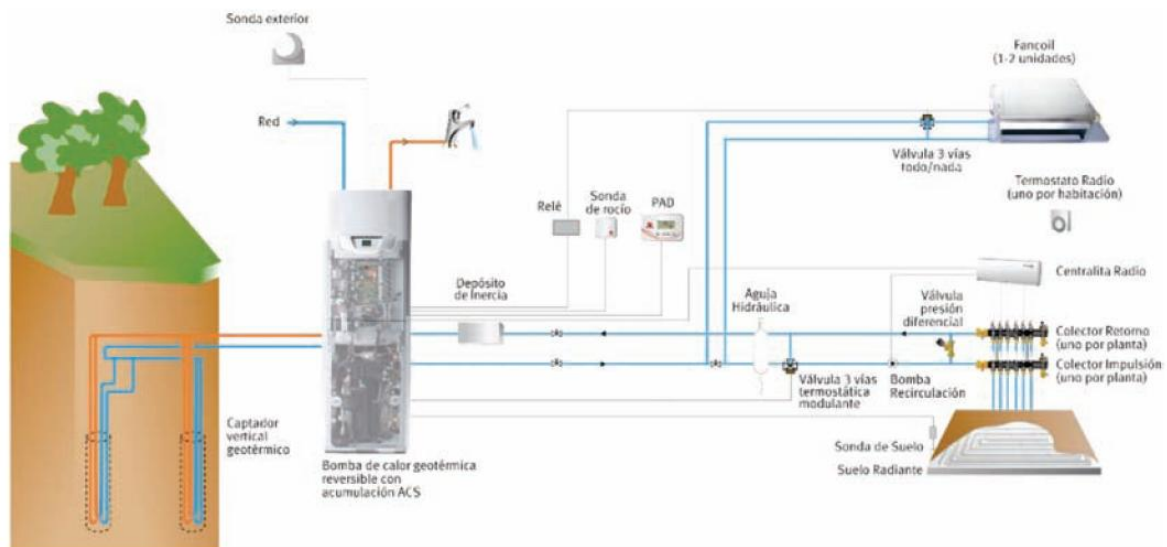 Sonda exterior
Red
Fancoil
(1-2 unidades)
Válvula 3 vías
todo/nada
Termostato Radio
(uno por habitación)
Relé
Sonda
de rocío
PAD
Centralita Radio
Depósito
de Inercia
Aguja
Hidráulica
Válvula
presión
diferencial
Colector Retorno
(uno por planta)
Colector Impulsión
(uno por planta)
Válvula 3 vías
termostática
modulante
Bomba
Recirculación
Captador
vertical
geotérmico
Bomba de calor geotérmica
reversible con
acumulación ACS
Sonda de Suelo
Suelo Radiante